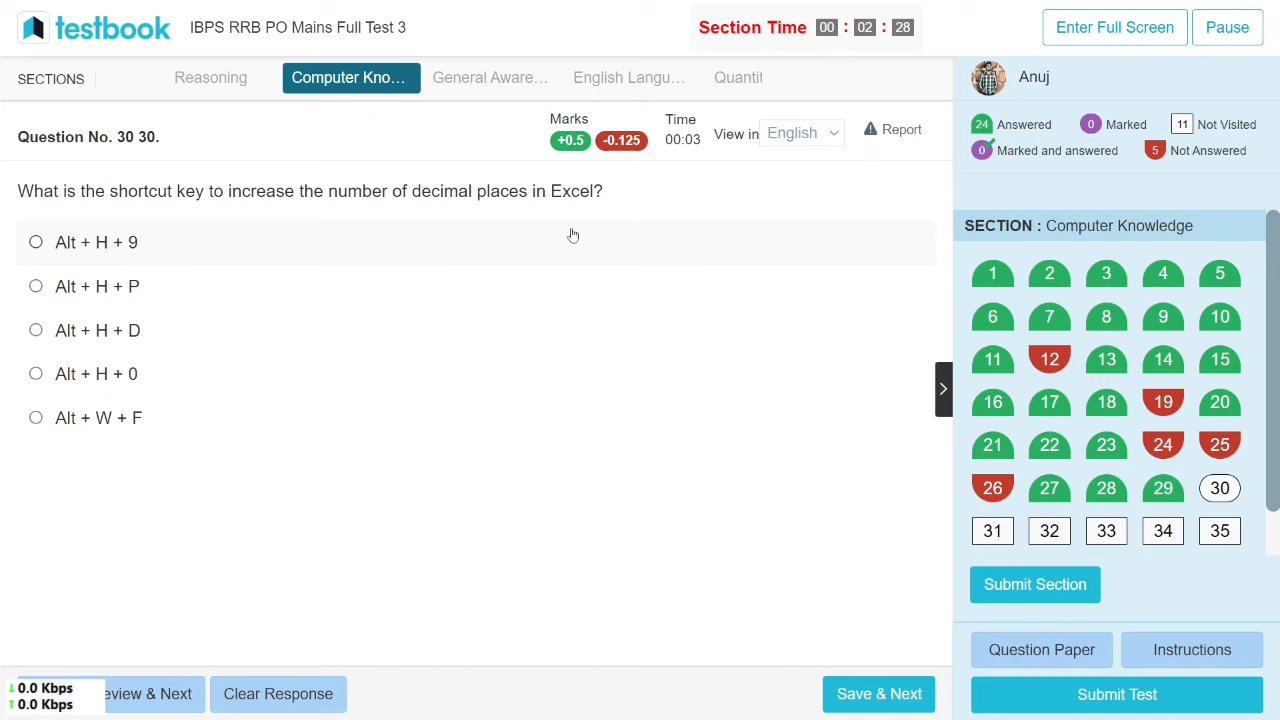 testbook
IBPS RRB PO Mains Full Test 3
Section Time 00 : 02 : 28
Enter Full Screen
Pause
SECTIONS
Reasoning
Computer Kno...
General Aware...
English Langu...
Quantit
Anuj
Question No. 30 30.
Marks
+0.5 -0.125
Time
00:03
View in English
Report
24 Answered
0 Marked
11 Not Visited
0 Marked and answered
5 Not Answered
What is the shortcut key to increase the number of decimal places in Excel?
Alt + H + 9
Alt + H + P
Alt + H + D
Alt + H + 0
Alt + W + F
SECTION : Computer Knowledge
1 2 3 4 5
6 7 8 9 10
11 12 13 14 15
16 17 18 19 20
21 22 23 24 25
26 27 28 29 30
31 32 33 34 35
Submit Section
Question Paper
Instructions
Submit Test
0.0 Kbps
0.0 Kbps
eview & Next
Clear Response
Save & Next